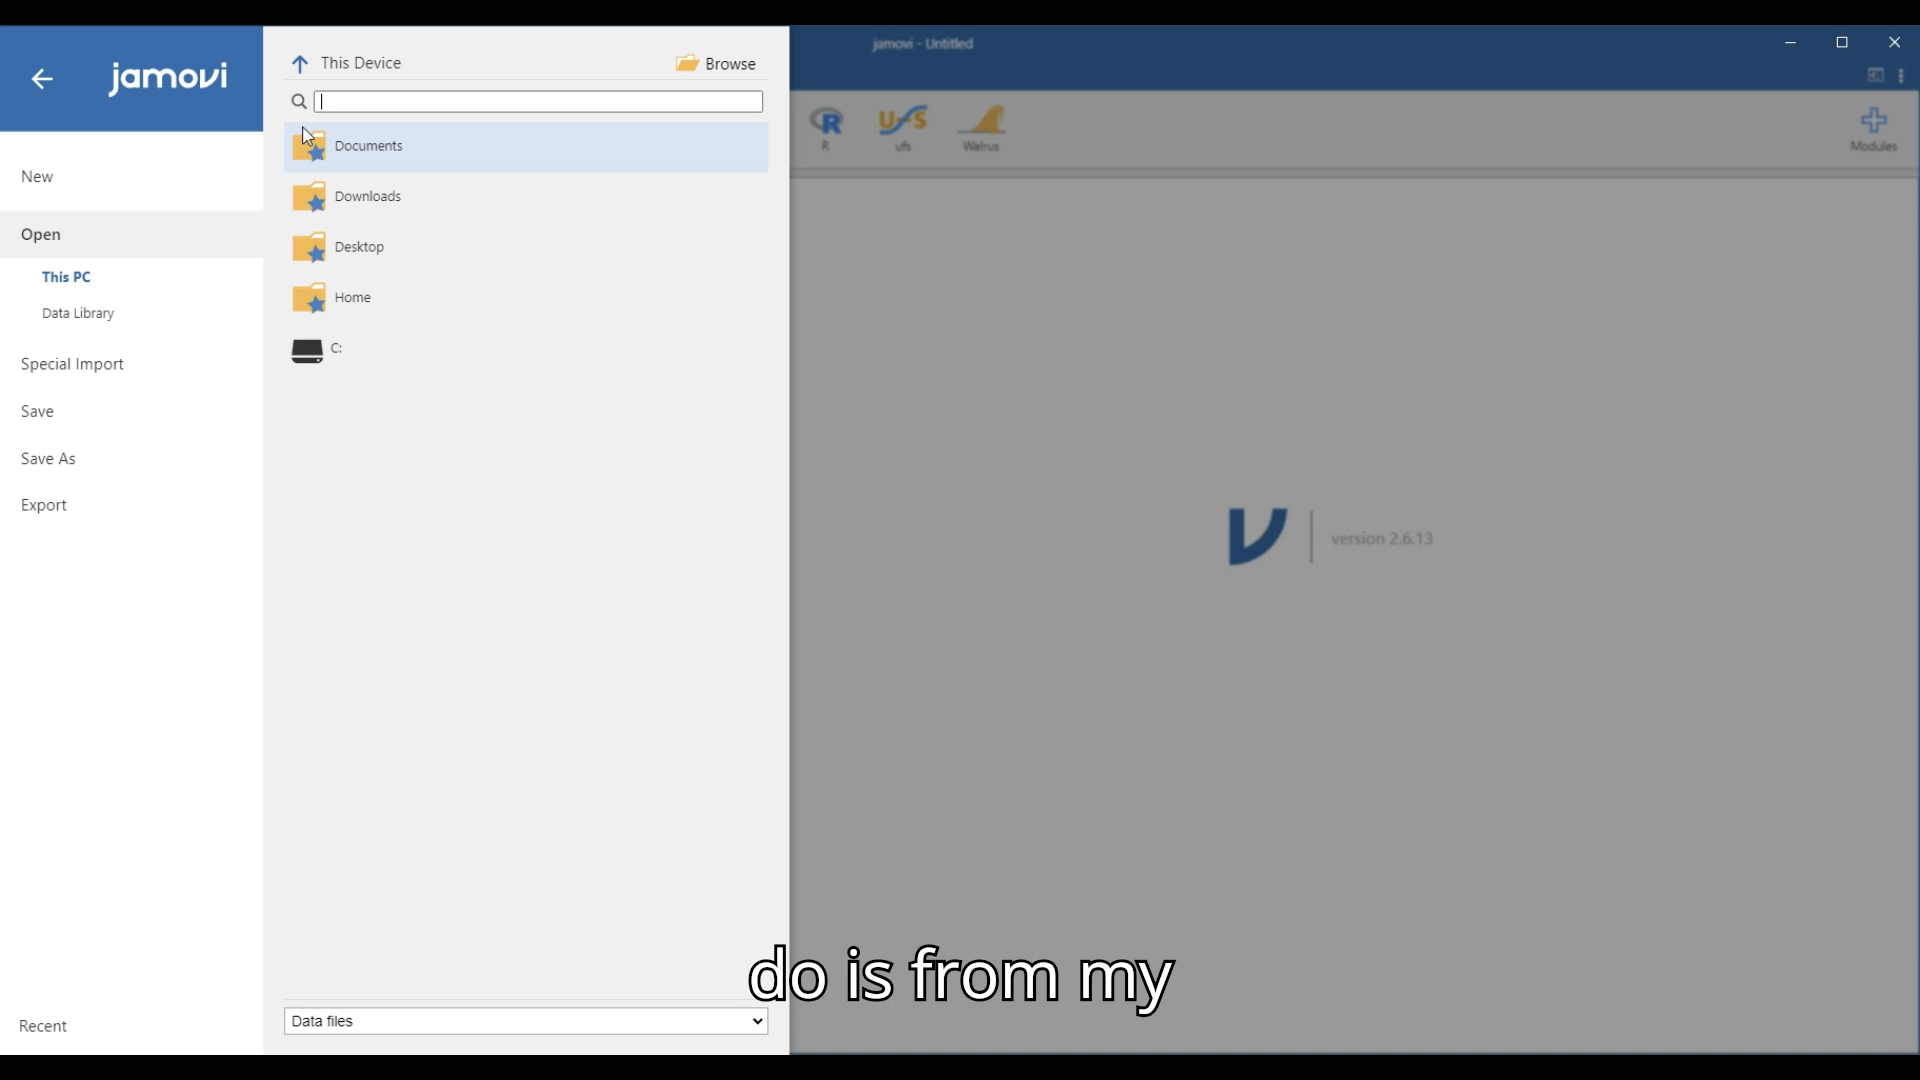 jamovi
New
Open
This PC
Data Library
Special Import
Save
Save As
Export
Recent
This Device
Browse
Documents
Downloads
Desktop
Home
C:
Data files
jamovi - Untitled
R
R
UFS
ufs
Walrus
Modules
version 2.6.13
do is from my